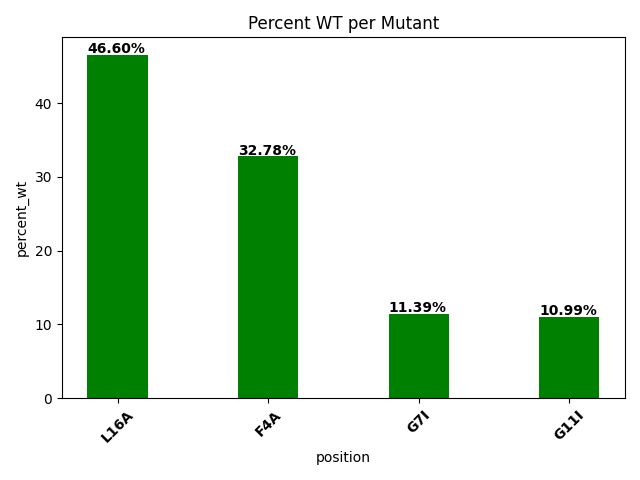 Percent WT per Mutant
46.60%
32.78%
11.39%
10.99%
percent_wt
40
30
20
10
0
L16A
F4A
G7I
G11I
position